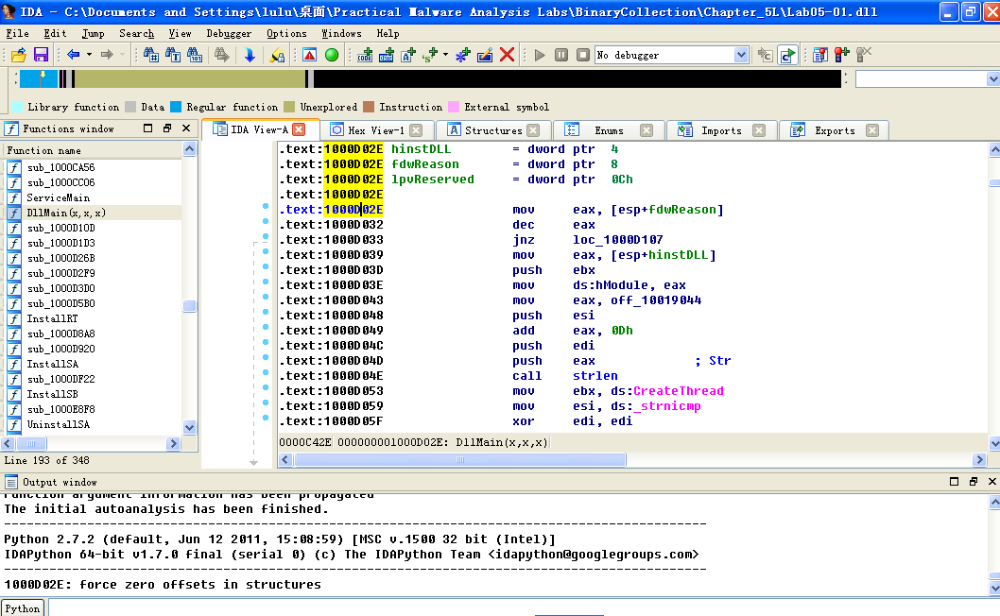 IDA - C:\Documents and Settings\lulu\桌面\Practical Malware Analysis Labs\BinaryCollection\Chapter_5L\Lab05-01.dll
File Edit Jump Search View Debugger Options Windows Help
No debugger
Library function Data Regular function Unexplored Instruction External symbol
Functions window
IDA View-A Hex View-1 Structures Enums Imports Exports
Function name
sub_1000CA56
sub_1000CC06
ServiceMain
DllMain(x,x,x)
sub_1000D10D
sub_1000D1D3
sub_1000D26B
sub_1000D2F9
sub_1000D3D0
sub_1000D5B0
InstallRT
sub_1000D8A8
sub_1000D920
InstallSA
sub_1000DF22
InstallSB
sub_1000E8F8
UninstallSA
Line 193 of 348
.text:1000D02E hinstDLL = dword ptr 4
.text:1000D02E fdwReason = dword ptr 8
.text:1000D02E lpvReserved = dword ptr 0Ch
.text:1000D02E
.text:1000D02E mov eax, [esp+fdwReason]
.text:1000D032 dec eax
.text:1000D033 jnz loc_1000D107
.text:1000D039 mov eax, [esp+hinstDLL]
.text:1000D03D push ebx
.text:1000D03E mov ds:hModule, eax
.text:1000D043 mov eax, off_10019044
.text:1000D048 push esi
.text:1000D049 add eax, 0Dh
.text:1000D04C push edi
.text:1000D04D push eax ; Str
.text:1000D04E call strlen
.text:1000D053 mov ebx, ds:CreateThread
.text:1000D059 mov esi, ds:_strnicmp
.text:1000D05F xor edi, edi
0000C42E 000000001000D02E: DllMain(x,x,x)
Output window
Function argument information has been propagated
The initial autoanalysis has been finished.
---------------------------------------------------------------------------------------------
Python 2.7.2 (default, Jun 12 2011, 15:08:59) [MSC v.1500 32 bit (Intel)]
IDAPython 64-bit v1.7.0 final (serial 0) (c) The IDAPython Team <idapython@googlegroups.com>
---------------------------------------------------------------------------------------------
1000D02E: force zero offsets in structures
Python